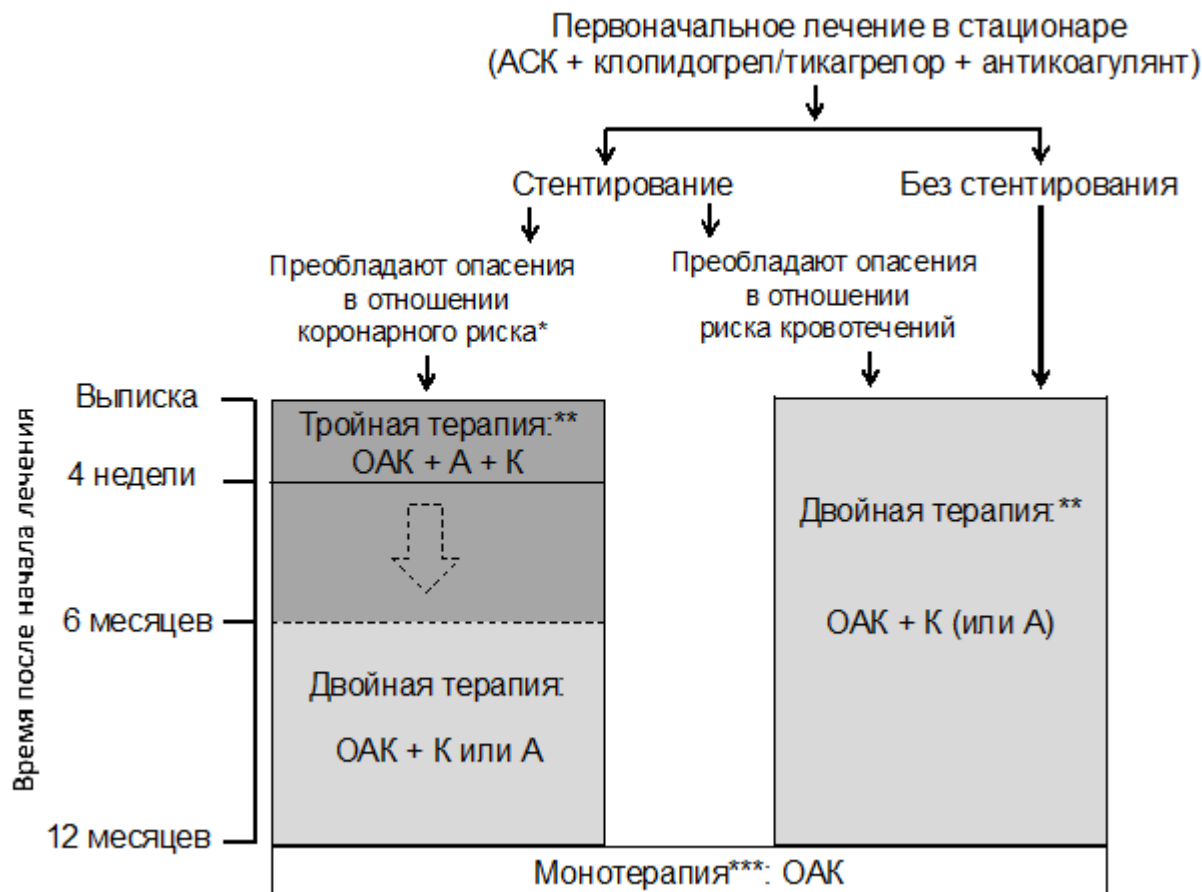 Первоначальное лечение в стационаре
(АСК + клопидогрел/тикагрелор + антикоагулянт)
Стентирование
Без стентирования
Преобладают опасения
в отношении
коронарного риска*
Преобладают опасения
в отношении
риска кровотечений
Время после начала лечения
Выписка
4 недели
6 месяцев
12 месяцев
Тройная терапия:**
ОАК + А + К
Двойная терапия:
ОАК + К или А
Двойная терапия:**
ОАК + К (или А)
Монотерапия***: ОАК